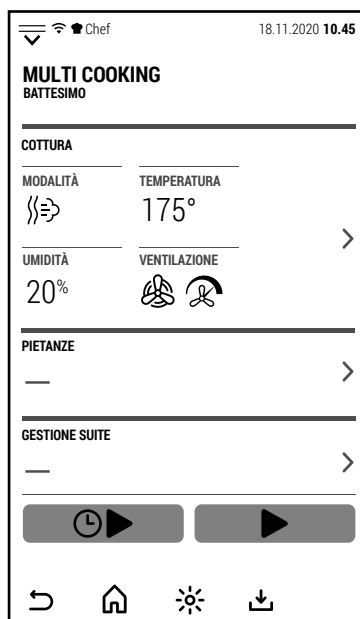 Chef 18.11.2020 10.45
MULTI COOKING
BATTESIMO
COTTURA
MODALITÀ TEMPERATURA
175°
UMIDITÀ VENTILAZIONE
20%
PIETANZE
—
GESTIONE SUITE
—